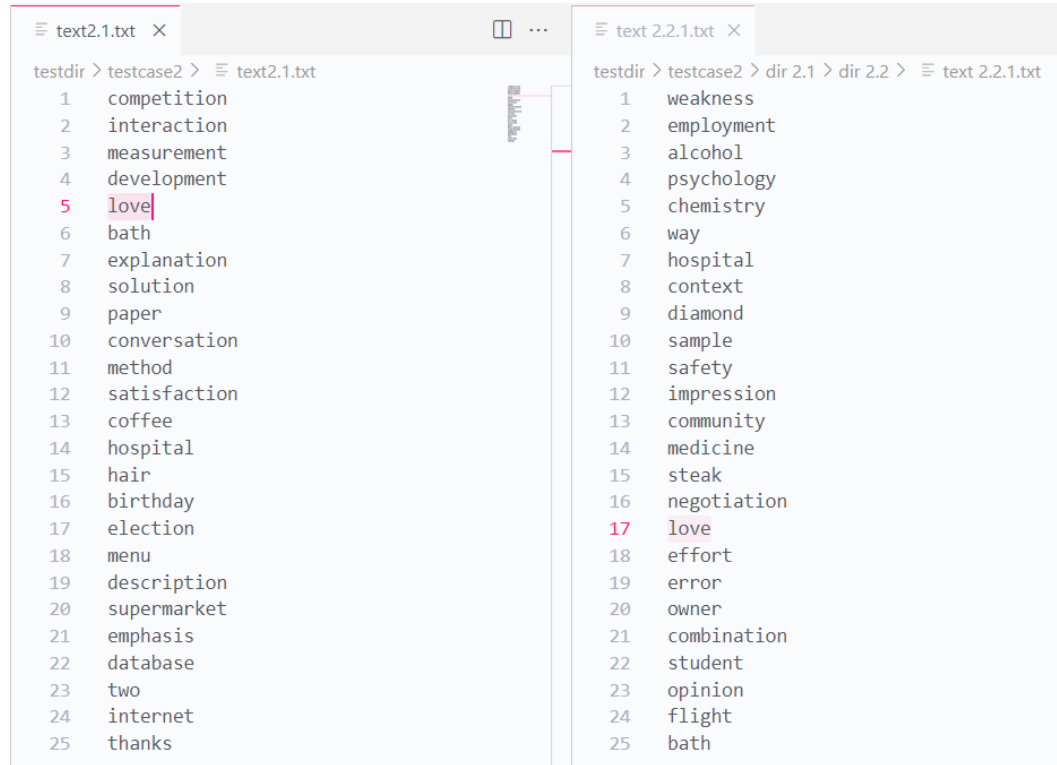 text2.1.txt
testdir > testcase2 > text2.1.txt
1 competition
2 interaction
3 measurement
4 development
5 love
6 bath
7 explanation
8 solution
9 paper
10 conversation
11 method
12 satisfaction
13 coffee
14 hospital
15 hair
16 birthday
17 election
18 menu
19 description
20 supermarket
21 emphasis
22 database
23 two
24 internet
25 thanks
text 2.2.1.txt
testdir > testcase2 > dir 2.1 > dir 2.2 > text 2.2.1.txt
1 weakness
2 employment
3 alcohol
4 psychology
5 chemistry
6 way
7 hospital
8 context
9 diamond
10 sample
11 safety
12 impression
13 community
14 medicine
15 steak
16 negotiation
17 love
18 effort
19 error
20 owner
21 combination
22 student
23 opinion
24 flight
25 bath